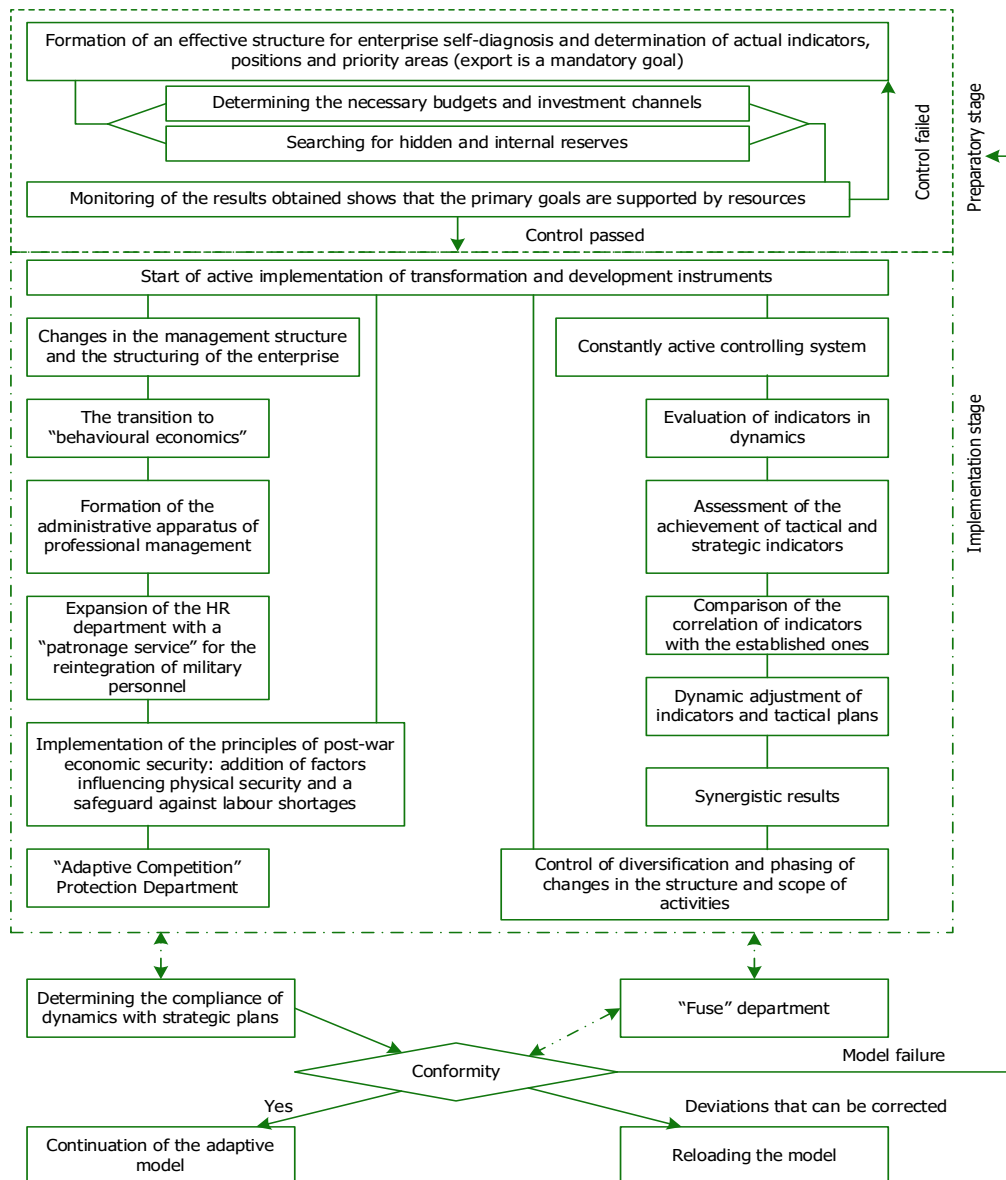 Formation of an effective structure for enterprise self-diagnosis and determination of actual indicators,
positions and priority areas (export is a mandatory goal)
Determining the necessary budgets and investment channels
Searching for hidden and internal reserves
Monitoring of the results obtained shows that the primary goals are supported by resources
Control failed
Preparatory stage
Control passed
Start of active implementation of transformation and development instruments
Changes in the management structure
and the structuring of the enterprise
The transition to
“behavioural economics”
Formation of the
administrative apparatus of
professional management
Expansion of the HR
department with a
“patronage service” for the
reintegration of military
personnel
Implementation of the principles of post-war
economic security: addition of factors
influencing physical security and a
safeguard against labour shortages
“Adaptive Competition”
Protection Department
Constantly active controlling system
Evaluation of indicators in
dynamics
Assessment of the
achievement of tactical and
strategic indicators
Comparison of the
correlation of indicators
with the established ones
Dynamic adjustment of
indicators and tactical plans
Synergistic results
Control of diversification and phasing of
changes in the structure and scope of
activities
Implementation stage
Determining the compliance of
dynamics with strategic plans
“Fuse” department
Conformity
Model failure
Yes
Deviations that can be corrected
Continuation of the adaptive
model
Reloading the model